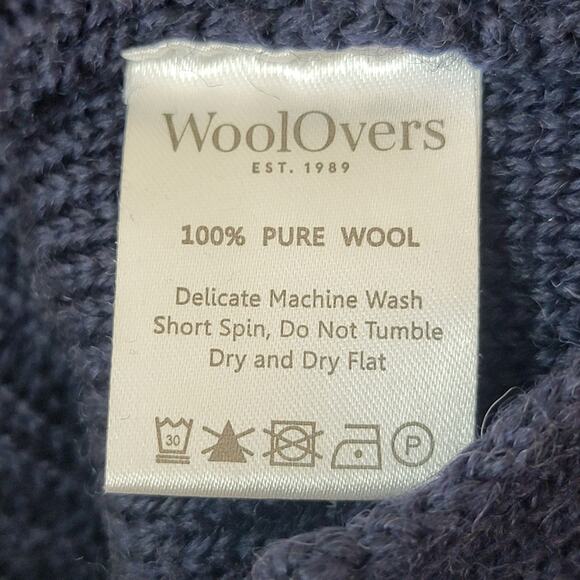 WoolOvers
EST. 1989
100% PURE WOOL
Delicate Machine Wash
Short Spin, Do Not Tumble
Dry and Dry Flat
30
P